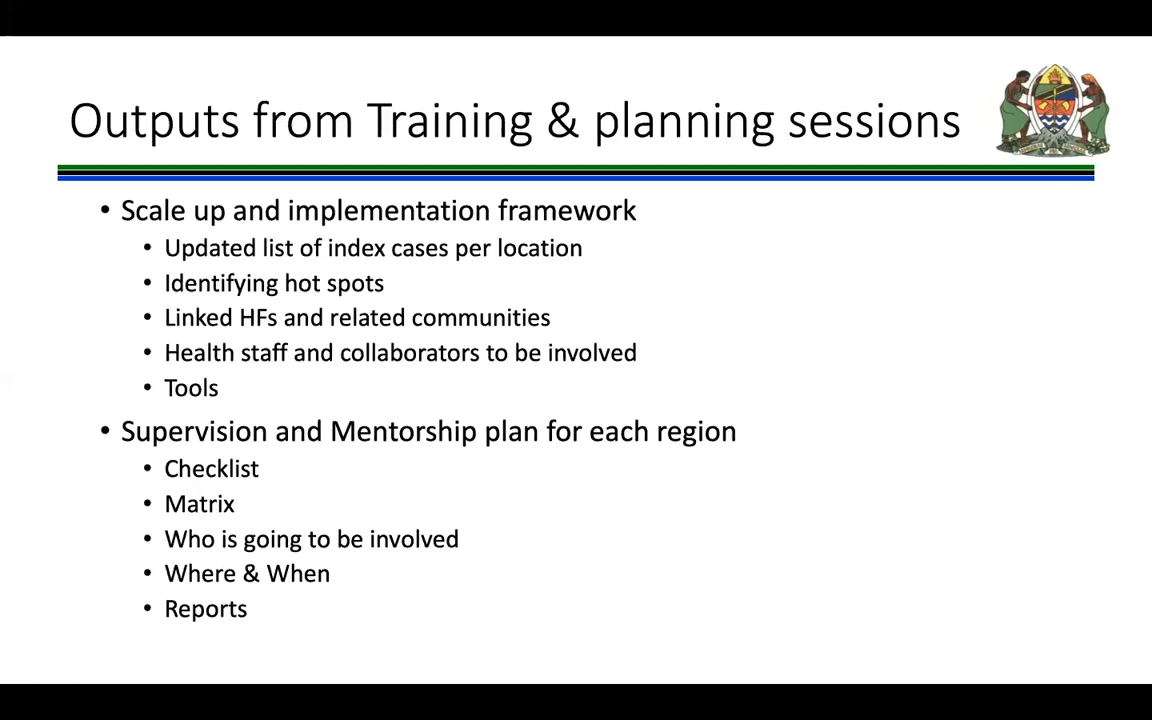 Outputs from Training & planning sessions
• Scale up and implementation framework
• Updated list of index cases per location
• Identifying hot spots
• Linked HFs and related communities
• Health staff and collaborators to be involved
• Tools
• Supervision and Mentorship plan for each region
• Checklist
• Matrix
• Who is going to be involved
• Where & When
• Reports